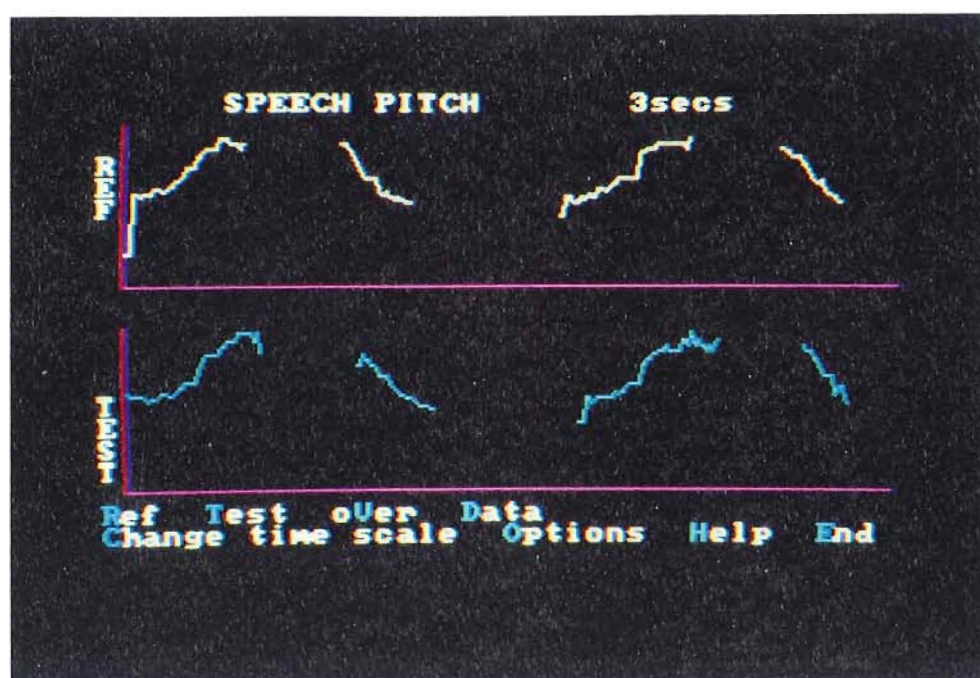 SPEECH PITCH 3secs
REF
TEST
Ref Test oVer Data
Change time scale Options Help End